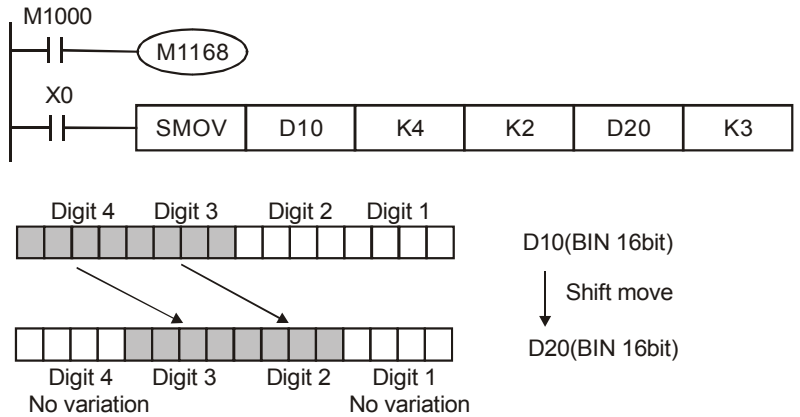 M1000
M1168
X0
SMOV D10 K4 K2 D20 K3
Digit 4 Digit 3 Digit 2 Digit 1
D10(BIN 16bit)
Shift move
D20(BIN 16bit)
Digit 4 Digit 3 Digit 2 Digit 1
No variation No variation